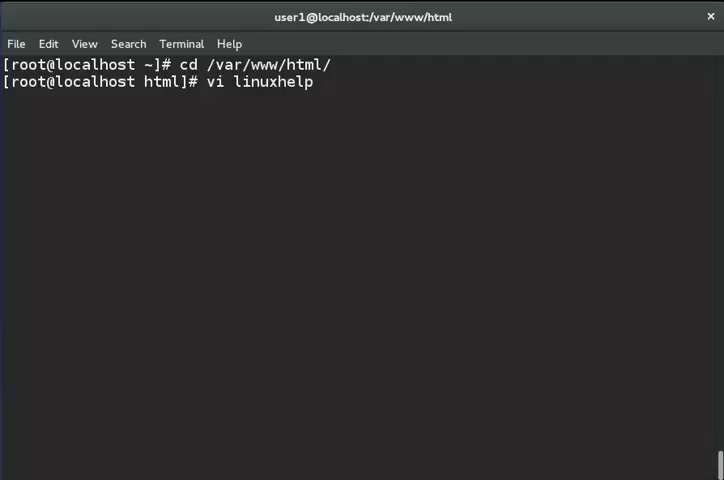 user1@localhost:/var/www/html
File Edit View Search Terminal Help
[root@localhost ~]# cd /var/www/html/
[root@localhost html]# vi linuxhelp